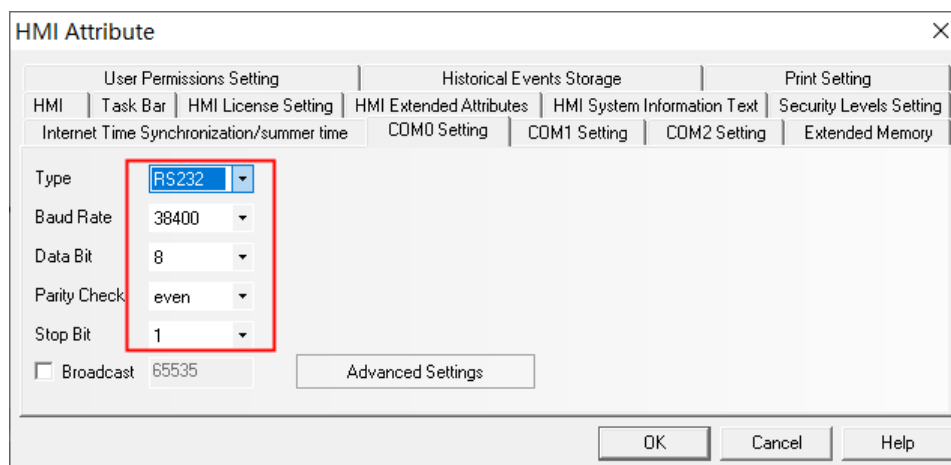 HMI Attribute
User Permissions Setting Historical Events Storage Print Setting
HMI Task Bar HMI License Setting HMI Extended Attributes HMI System Information Text Security Levels Setting
Internet Time Synchronization/summer time COM0 Setting COM1 Setting COM2 Setting Extended Memory
Type RS232
Baud Rate 38400
Data Bit 8
Parity Check even
Stop Bit 1
Broadcast 65535 Advanced Settings
OK Cancel Help